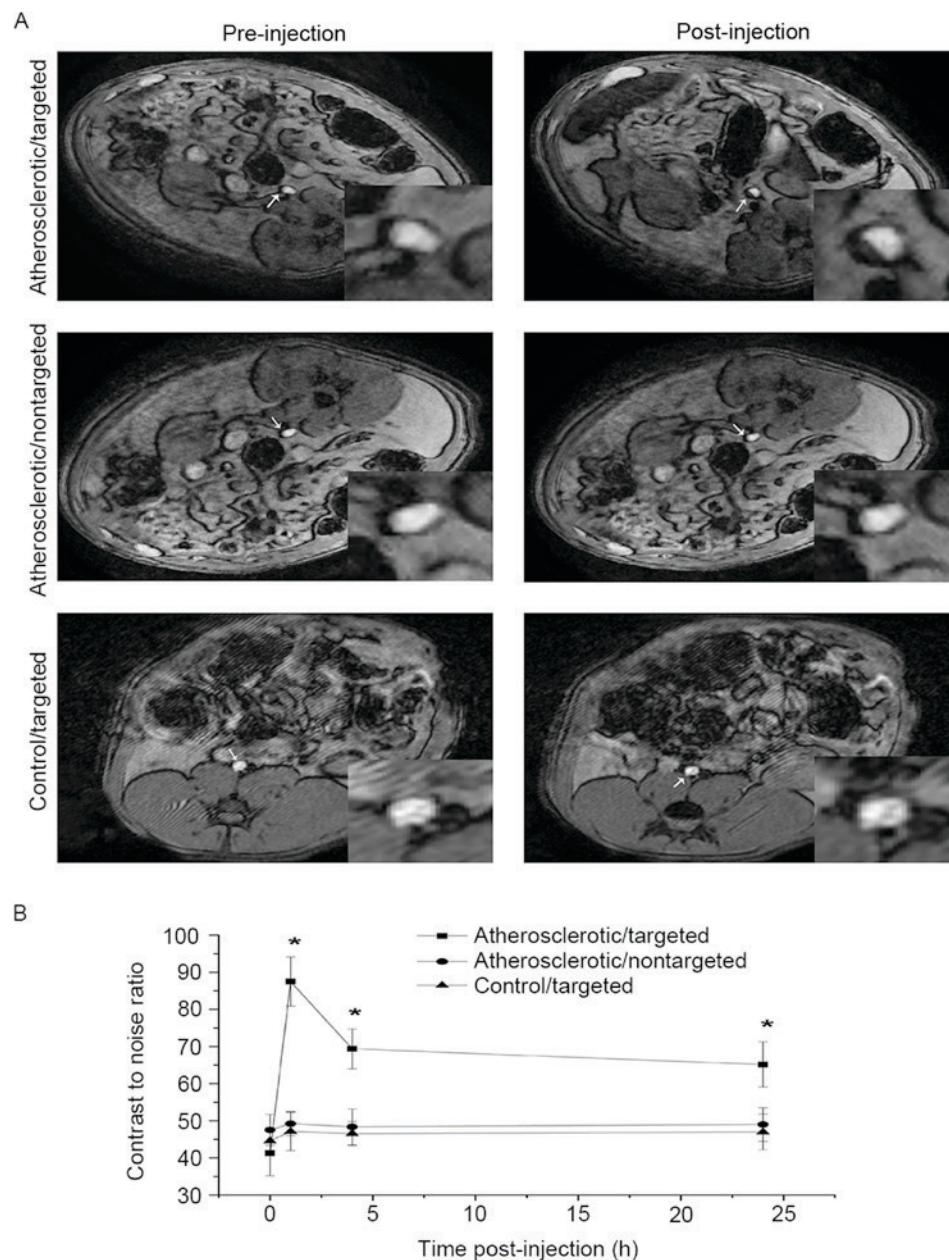 A
Pre-injection
Post-injection
Atherosclerotic/targeted
Atherosclerotic/nontargeted
Control/targeted
B
Contrast to noise ratio
100
90
80
70
60
50
40
30
*
*
*
Atherosclerotic/targeted
Atherosclerotic/nontargeted
Control/targeted
0
5
10
15
20
25
Time post-injection (h)